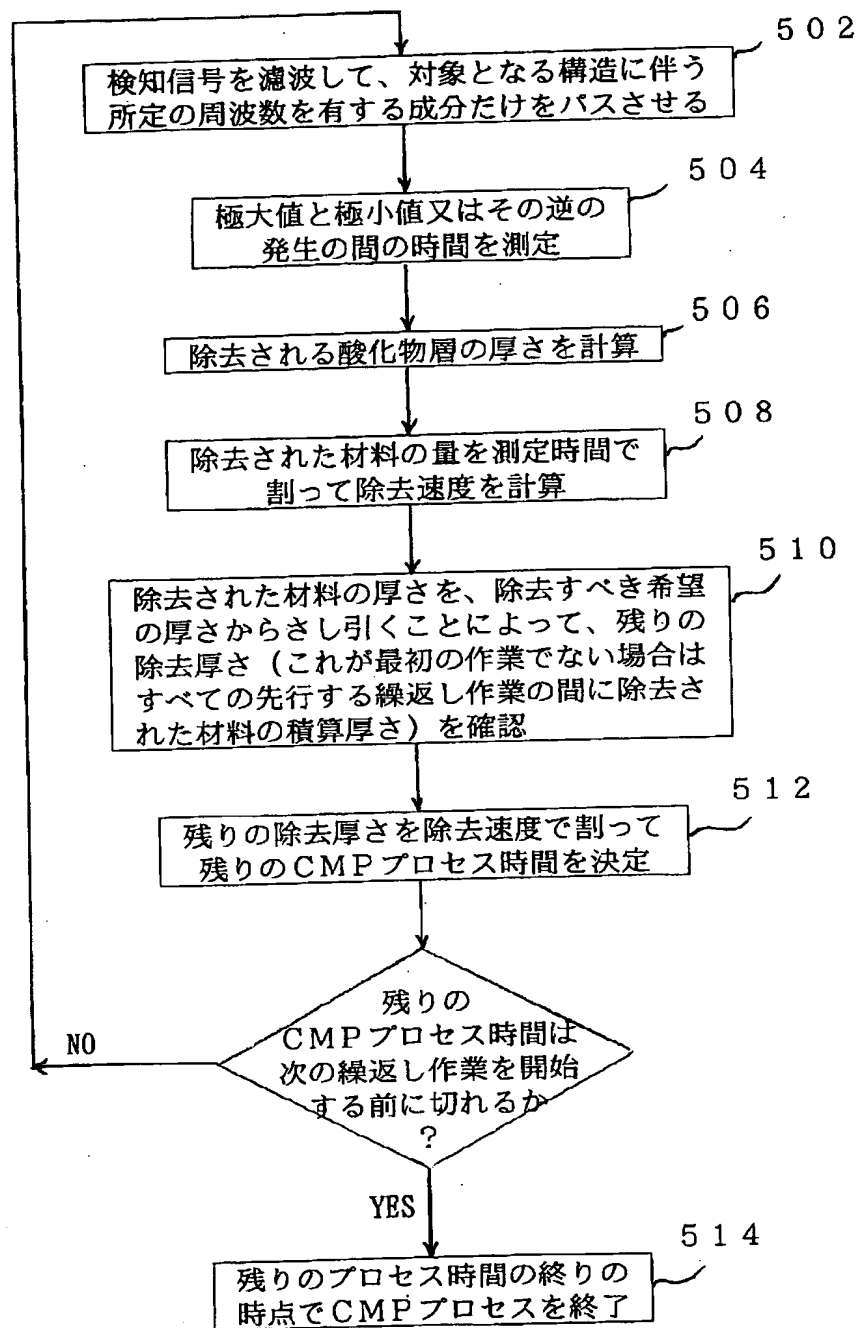 502
検知信号を濾波して、対象となる構造に伴う
所定の周波数を有する成分だけをパスさせる
504
極大値と極小値又はその逆の
発生の間の時間を測定
506
除去される酸化物層の厚さを計算
508
除去された材料の量を測定時間で
割って除去速度を計算
510
除去された材料の厚さを、除去すべき希望
の厚さからさし引くことによって、残りの
除去厚さ（これが最初の作業でない場合は
すべての先行する繰返し作業の間に除去さ
れた材料の積算厚さ）を確認
512
残りの除去厚さを除去速度で割って
残りのCMPプロセス時間を決定
残りの
CMPプロセス時間は
次の繰返し作業を開始
する前に切れるか
？
NO
YES
514
残りのプロセス時間の終りの
時点でCMPプロセスを終了